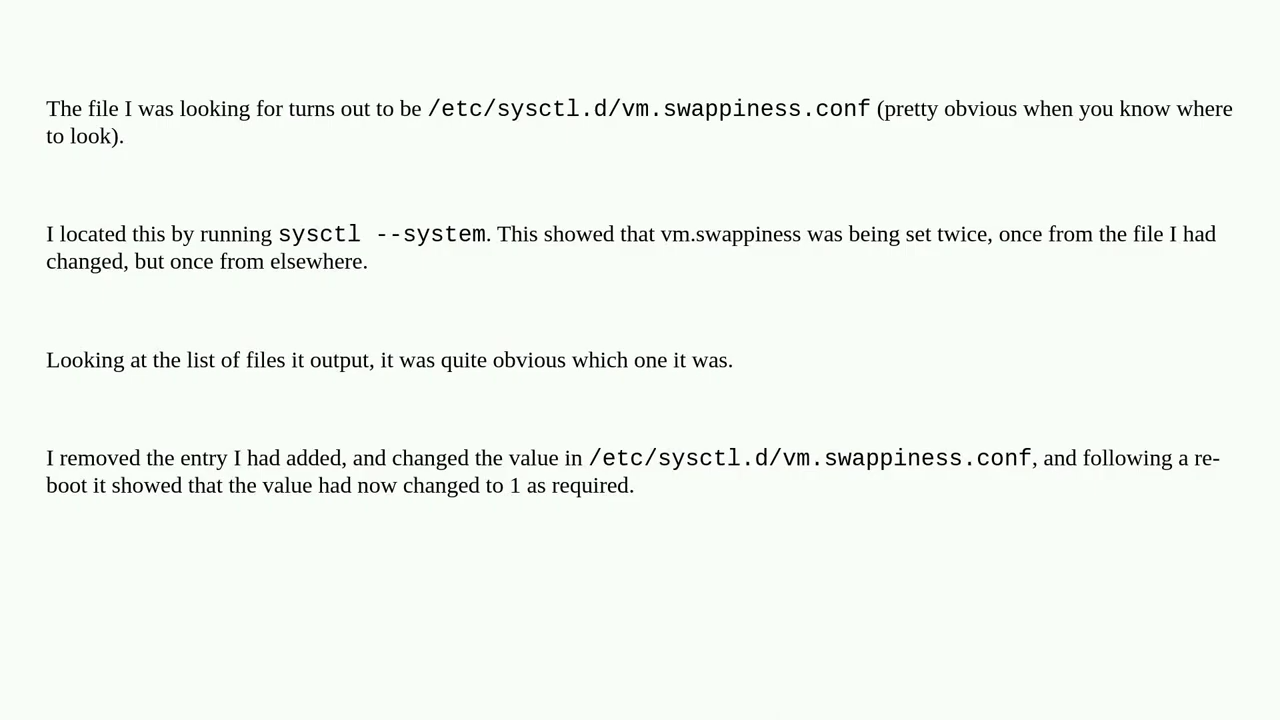 The file I was looking for turns out to be /etc/sysctl.d/vm.swappiness.conf (pretty obvious when you know where
to look).
I located this by running sysctl --system. This showed that vm.swappiness was being set twice, once from the file I had
changed, but once from elsewhere.
Looking at the list of files it output, it was quite obvious which one it was.
I removed the entry I had added, and changed the value in /etc/sysctl.d/vm.swappiness.conf, and following a re-
boot it showed that the value had now changed to 1 as required.